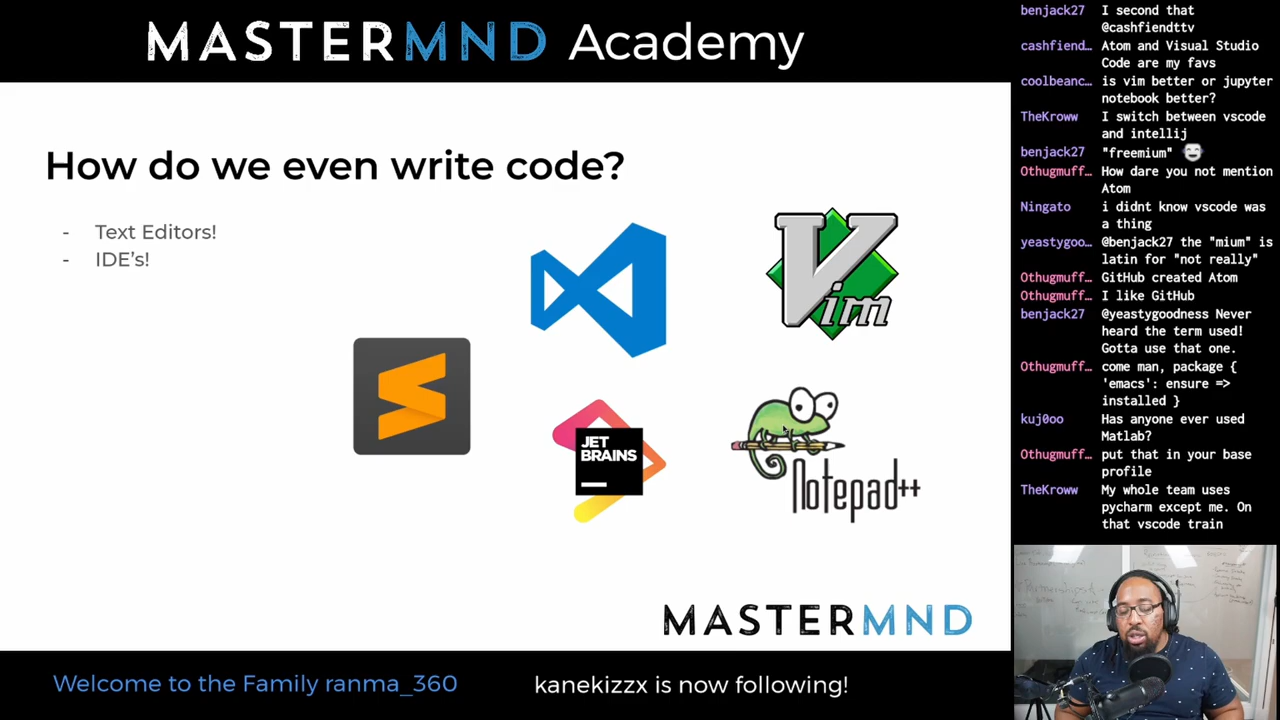 MASTERMND Academy
How do we even write code?
- Text Editors!
- IDE's!
Vim
JET
BRAINS
Notepad++
MASTERMND
Welcome to the Family ranma_360
kanekizzx is now following!
benjack27 I second that
@cashfiendttv
cashfiend… Atom and Visual Studio
Code are my favs
coolbeanc… is vim better or jupyter
notebook better?
TheKroww I switch between vscode
and intellij
benjack27 "freemium"
Othugmuff… How dare you not mention
Atom
Ningato i didnt know vscode was
a thing
yeastygoo… @benjack27 the "mium" is
latin for "not really"
Othugmuff… GitHub created Atom
Othugmuff… I like GitHub
benjack27 @yeastygoodness Never
heard the term used!
Gotta use that one.
Othugmuff… come man, package {
'emacs': ensure =>
installed }
kuj0oo Has anyone ever used
Matlab?
Othugmuff… put that in your base
profile
TheKroww My whole team uses
pycharm except me. On
that vscode train